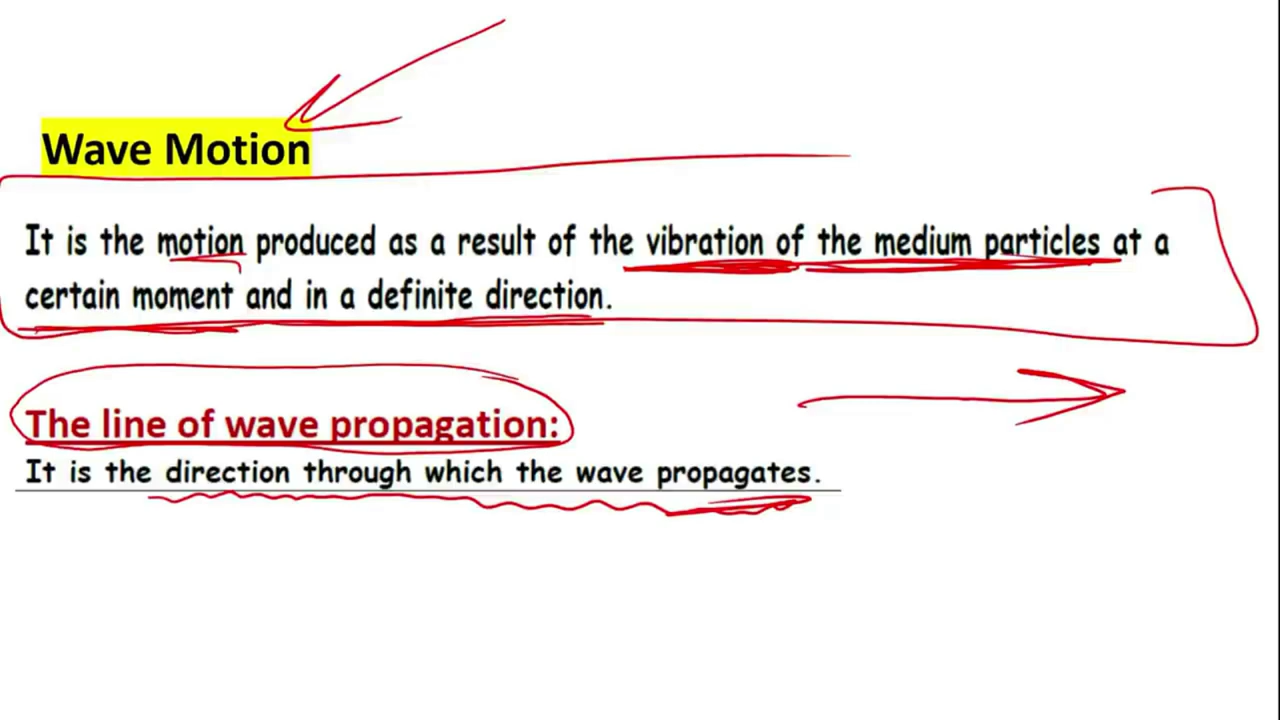 Wave Motion
It is the motion produced as a result of the vibration of the medium particles at a
certain moment and in a definite direction.
The line of wave propagation:
It is the direction through which the wave propagates.